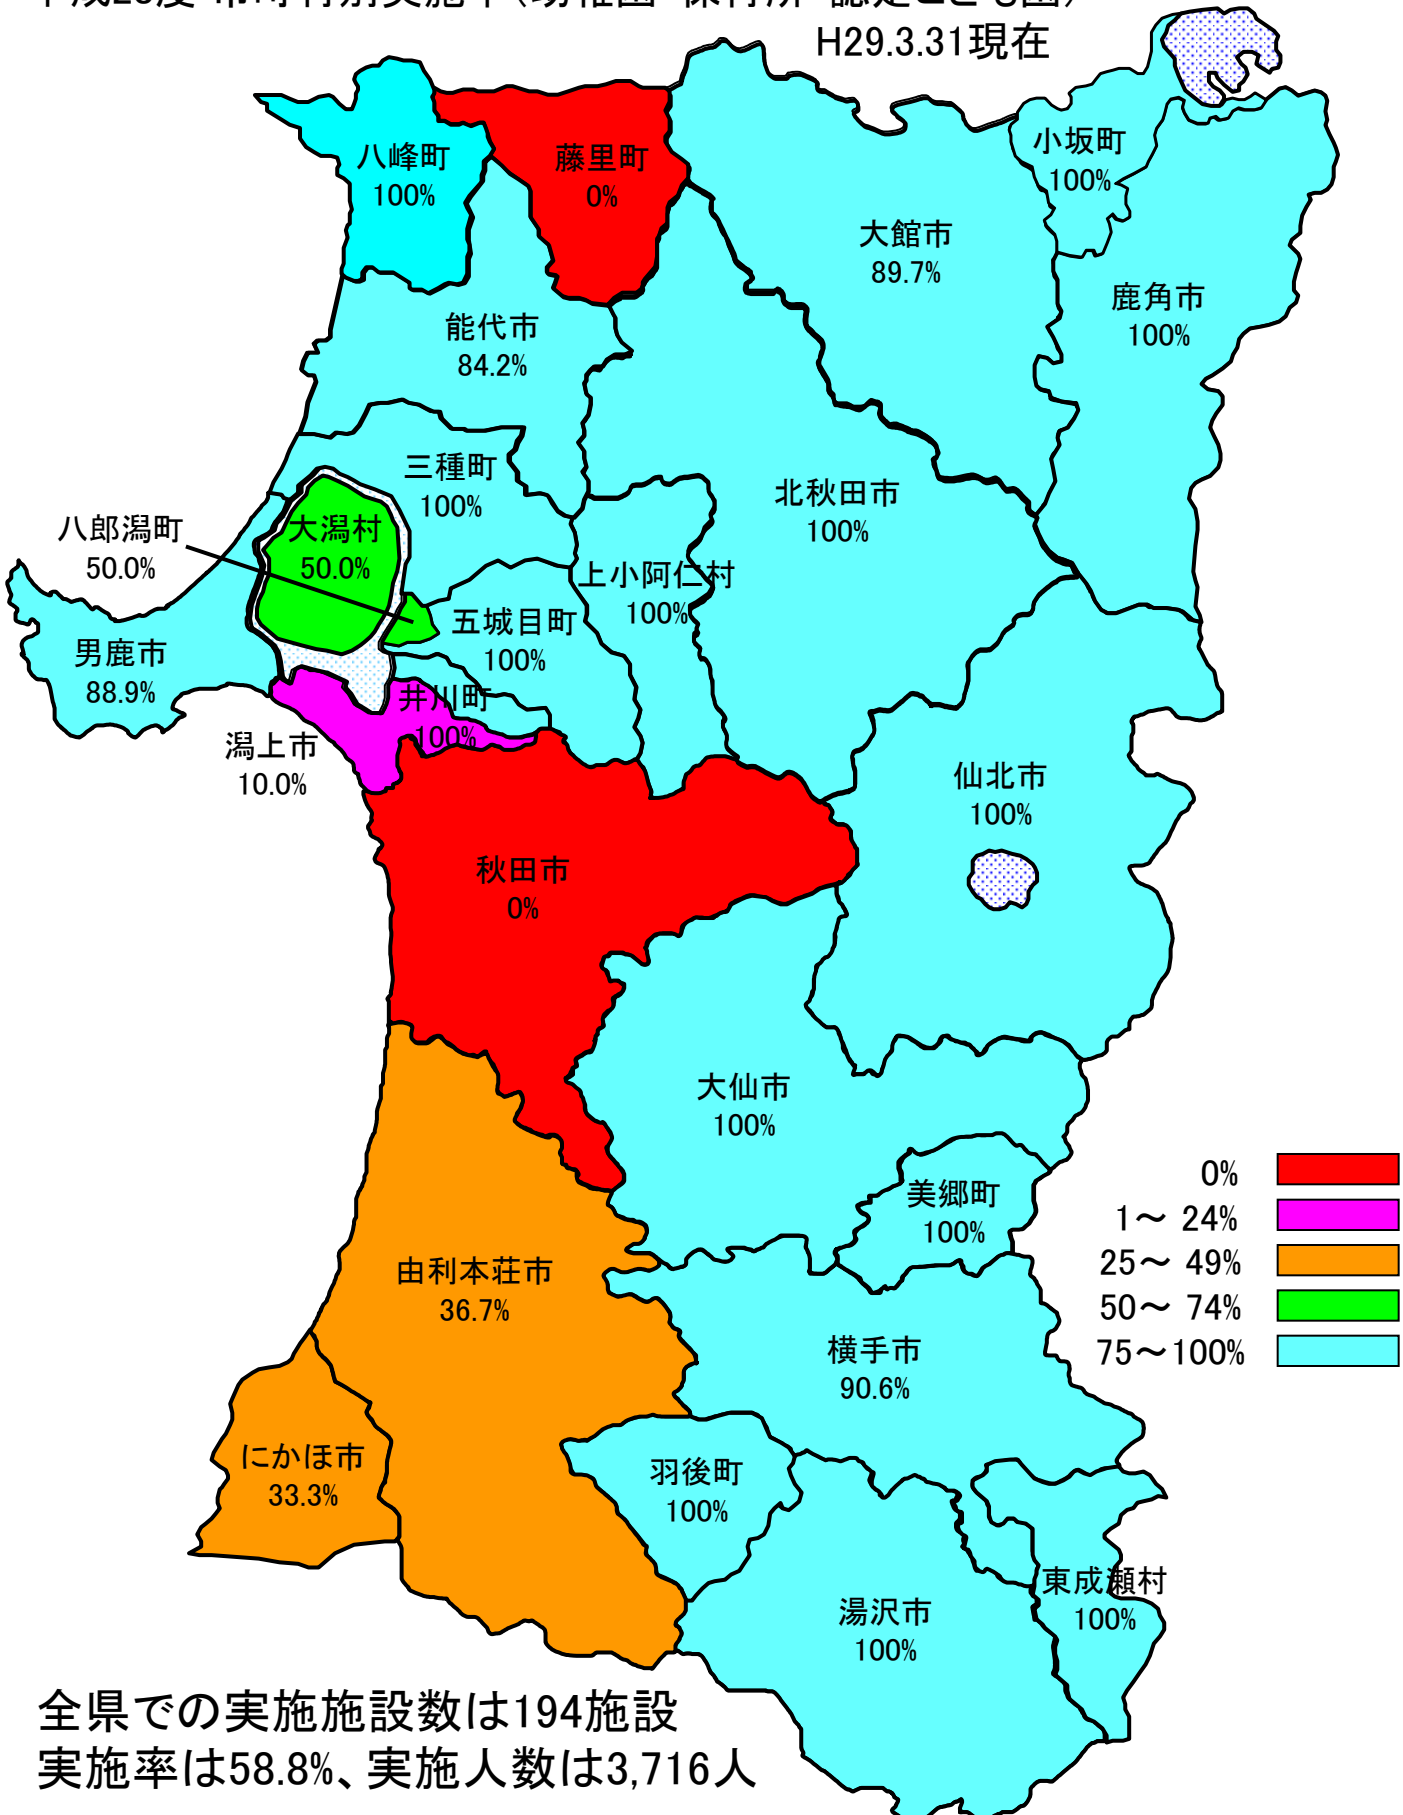 H29.3.31現在
八峰町
100%
藤里町
0%
小坂町
100%
大館市
89.7%
鹿角市
100%
能代市
84.2%
三種町
100%
北秋田市
100%
八郎潟町
50.0%
大潟村
50.0%
上小阿仁村
100%
五城目町
100%
男鹿市
88.9%
井川町
100%
潟上市
10.0%
仙北市
100%
秋田市
0%
大仙市
100%
美郷町
100%
0%
1～ 24%
25～ 49%
50～ 74%
75～100%
由利本荘市
36.7%
横手市
90.6%
にかほ市
33.3%
羽後町
100%
東成瀬村
100%
湯沢市
100%
全県での実施施設数は194施設
実施率は58.8%、実施人数は3,716人